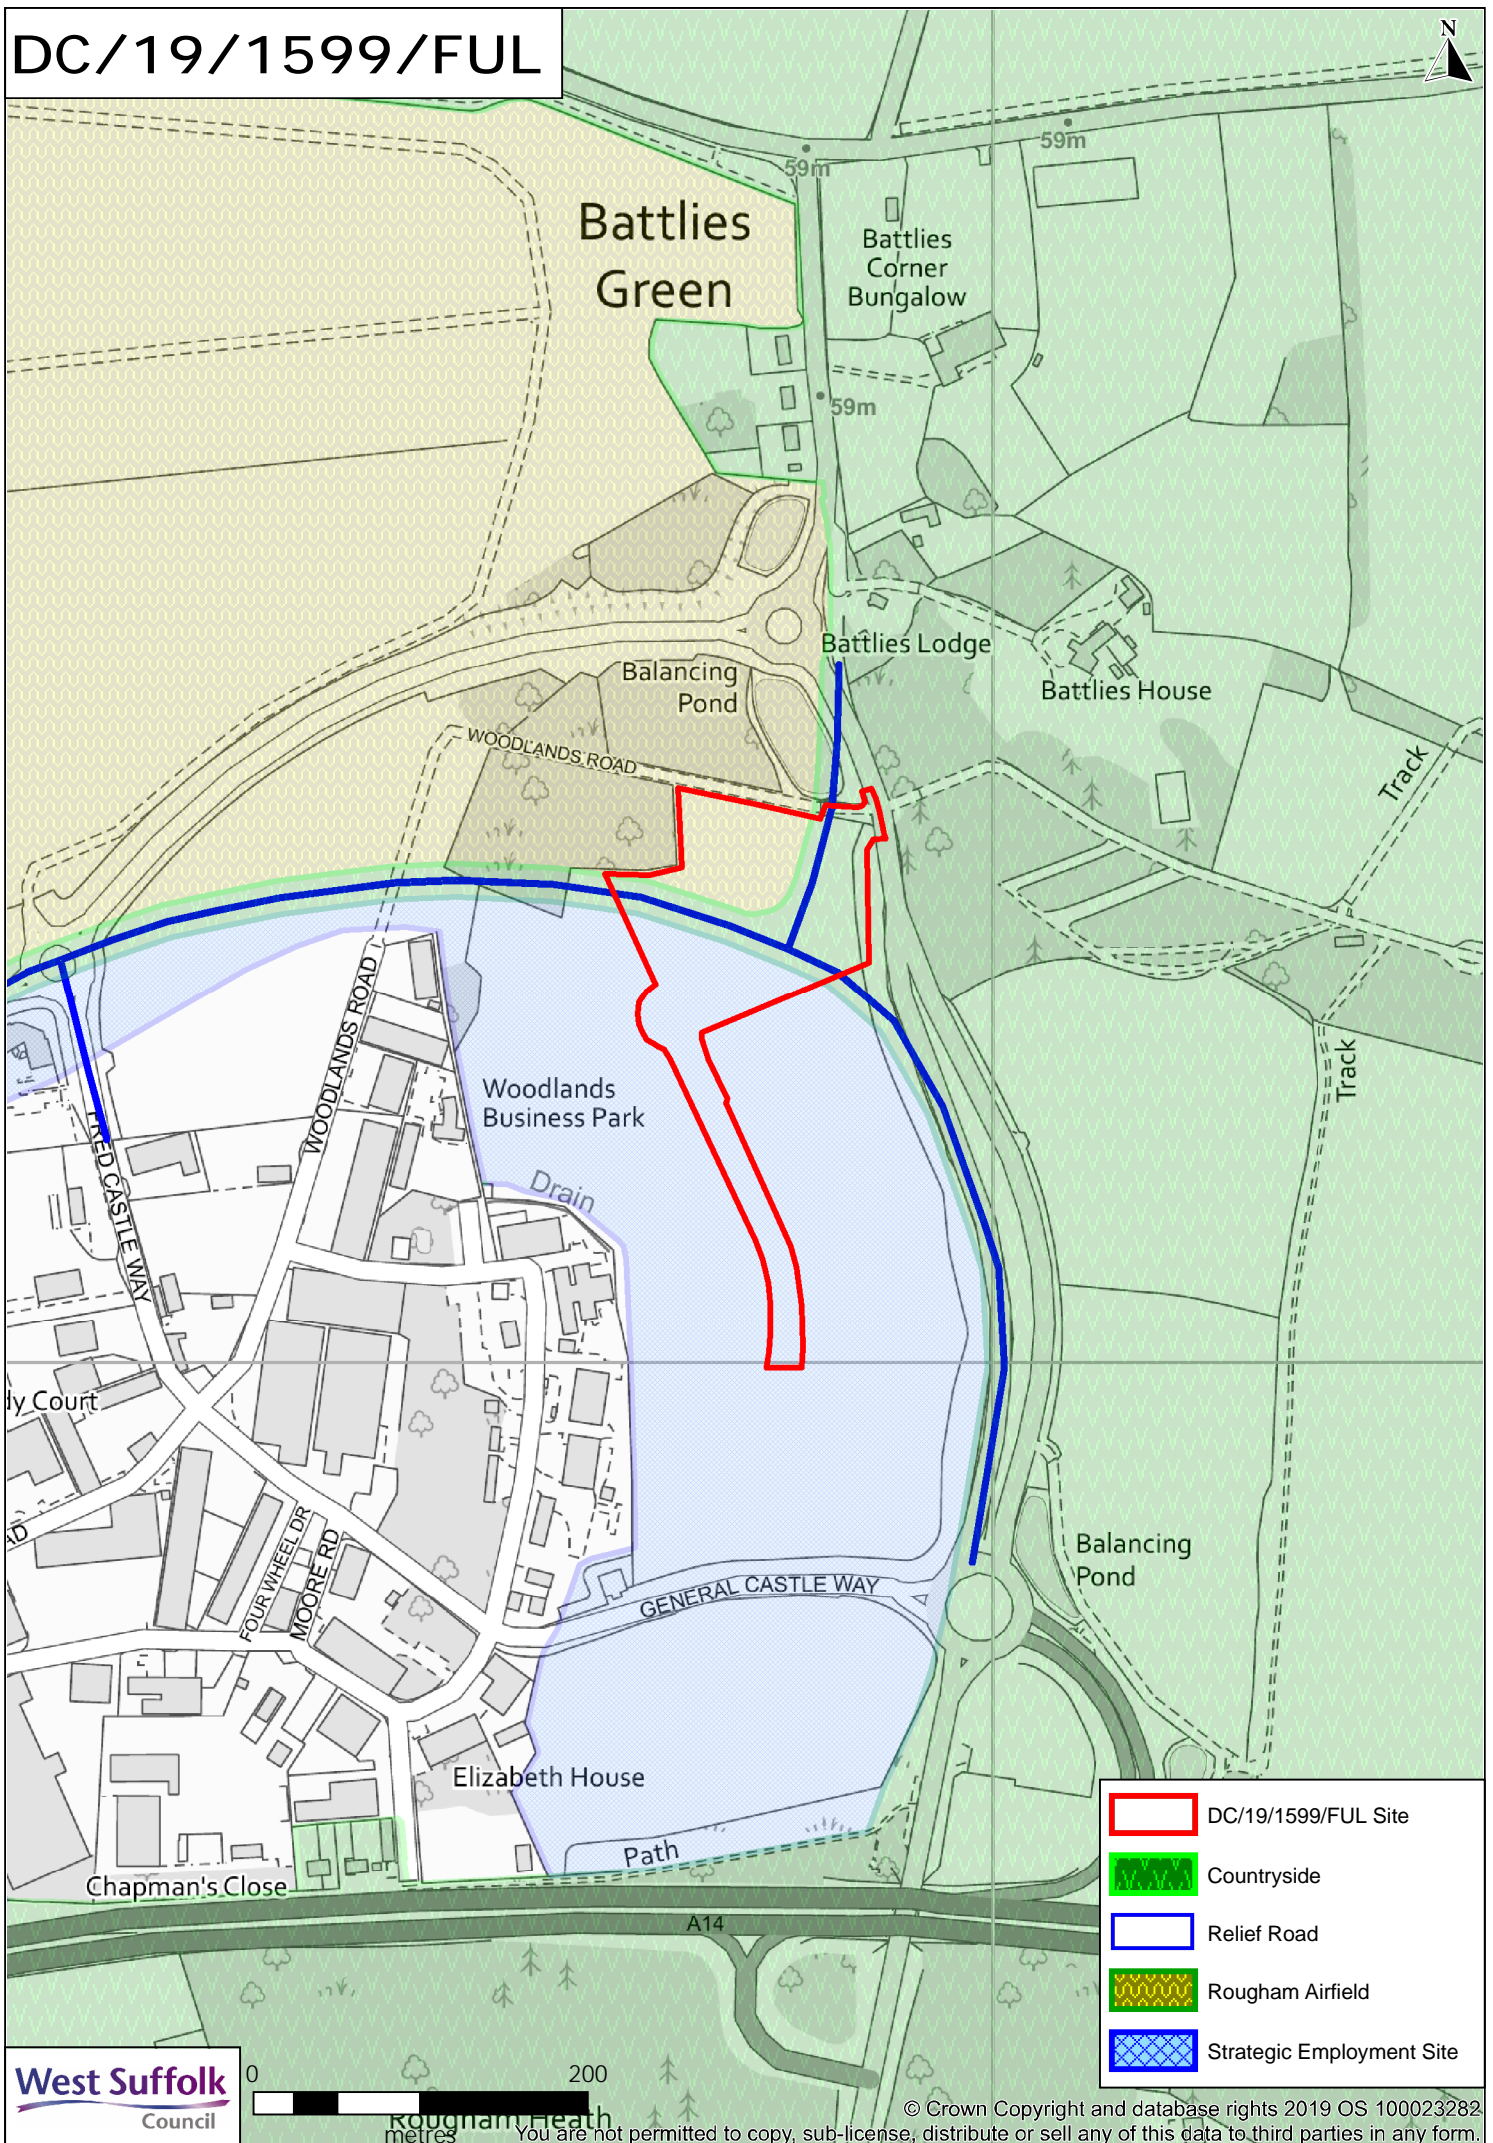 DC/19/1599/FUL
N
59m
59m
Battlies
Green
Battlies
Corner
Bungalow
59m
Battlies Lodge
Balancing
Pond
Battlies House
WOODLANDS ROAD
Track
WOODLANDS ROAD
Track
Woodlands
Business Park
FRED CASTLE WAY
Drain
dy Court
AD
FOUR WHEEL DR
MOORE RD
Balancing
Pond
GENERAL CASTLE WAY
Elizabeth House
Path
Chapman's Close
A14
DC/19/1599/FUL Site
Countryside
Relief Road
Rougham Airfield
Strategic Employment Site
West Suffolk
Council
0
200
metres
Rougham Heath
© Crown Copyright and database rights 2019 OS 100023282
You are not permitted to copy, sub-license, distribute or sell any of this data to third parties in any form.